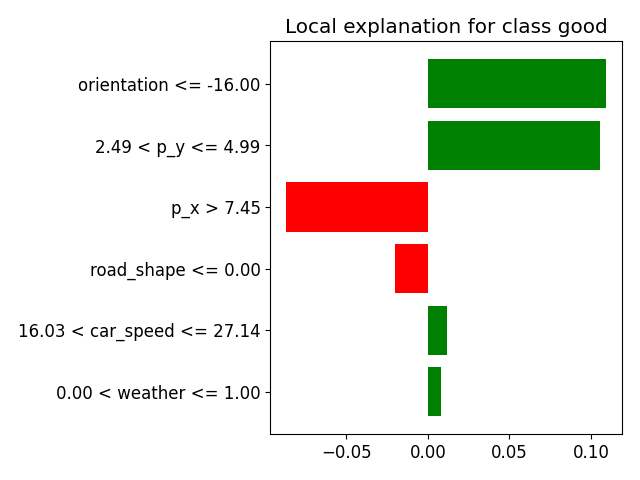 Local explanation for class good
orientation <= -16.00
2.49 < p_y <= 4.99
p_x > 7.45
road_shape <= 0.00
16.03 < car_speed <= 27.14
0.00 < weather <= 1.00
−0.05 0.00 0.05 0.10